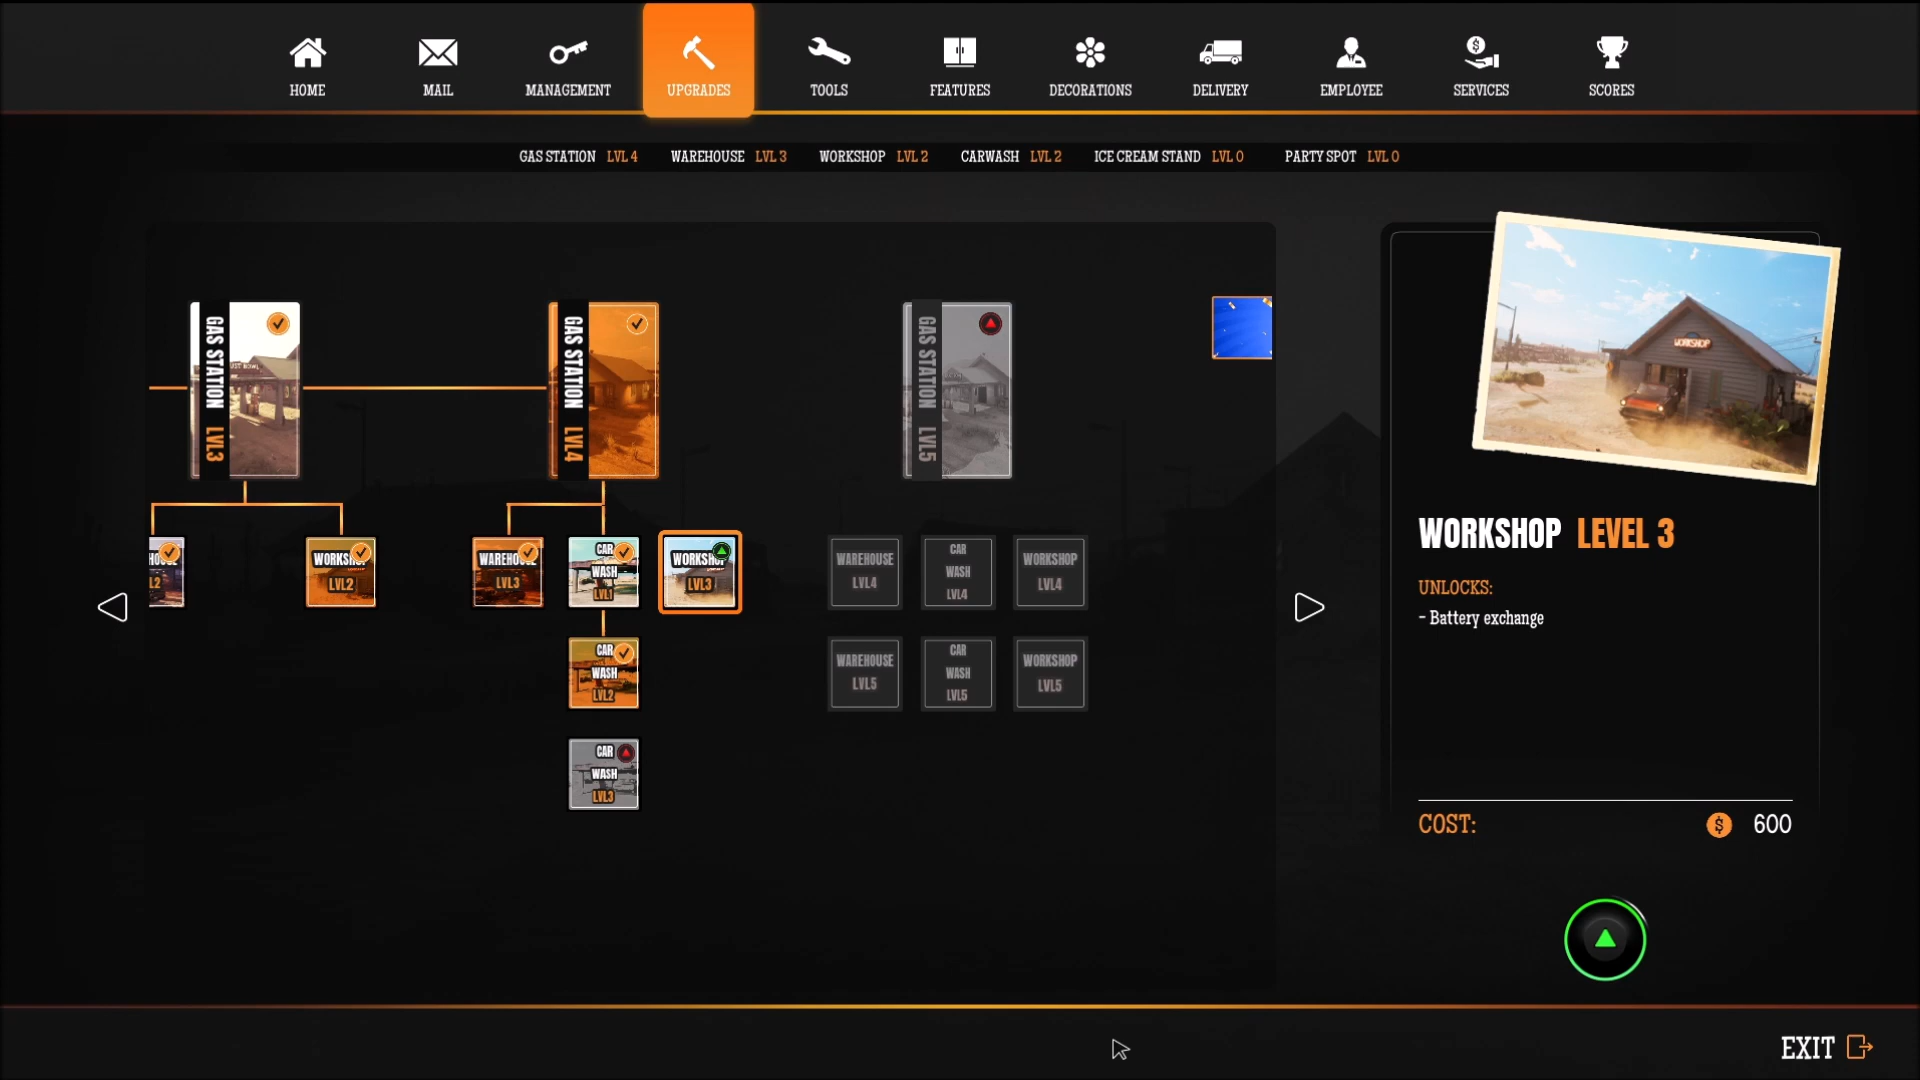 HOME
MAIL
MANAGEMENT
UPGRADES
TOOLS
FEATURES
DECORATIONS
DELIVERY
EMPLOYEE
SERVICES
SCORES
GAS STATION LVL 4
WAREHOUSE LVL 3
WORKSHOP LVL 2
CARWASH LVL 2
ICE CREAM STAND LVL 0
PARTY SPOT LVL 0
GAS STATION LVL3
GAS STATION LVL4
GAS STATION LVL5
WORKSHOP
LVL2
WAREHOUSE
LVL3
CAR
WASH
LVL1
WORKSHOP
LVL3
WAREHOUSE
LVL4
CAR
WASH
LVL4
WORKSHOP
LVL4
CAR
WASH
LVL2
WAREHOUSE
LVL5
CAR
WASH
LVL5
WORKSHOP
LVL5
CAR
WASH
LVL3
WORKSHOP
WORKSHOP LEVEL 3
UNLOCKS:
- Battery exchange
COST: $ 600
EXIT